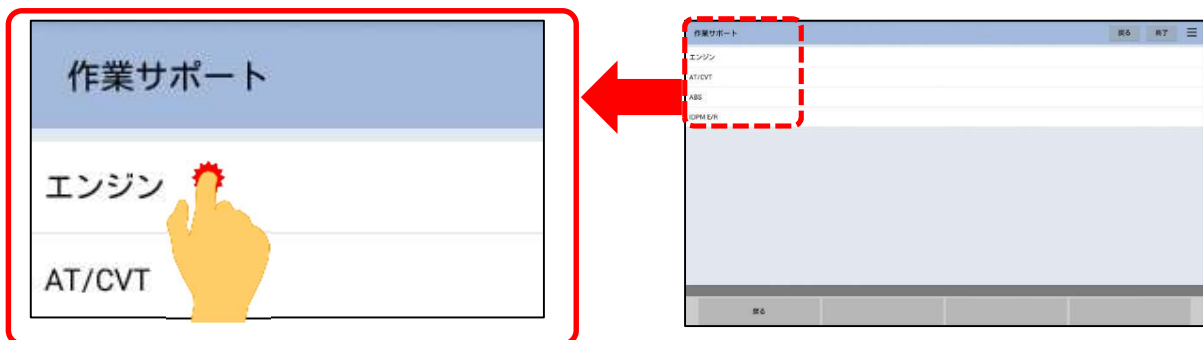 作業サポート
エンジン
AT/CVT
作業サポート 戻る 終了
エンジン
AT/CVT
ABS
IDPM E/R
戻る